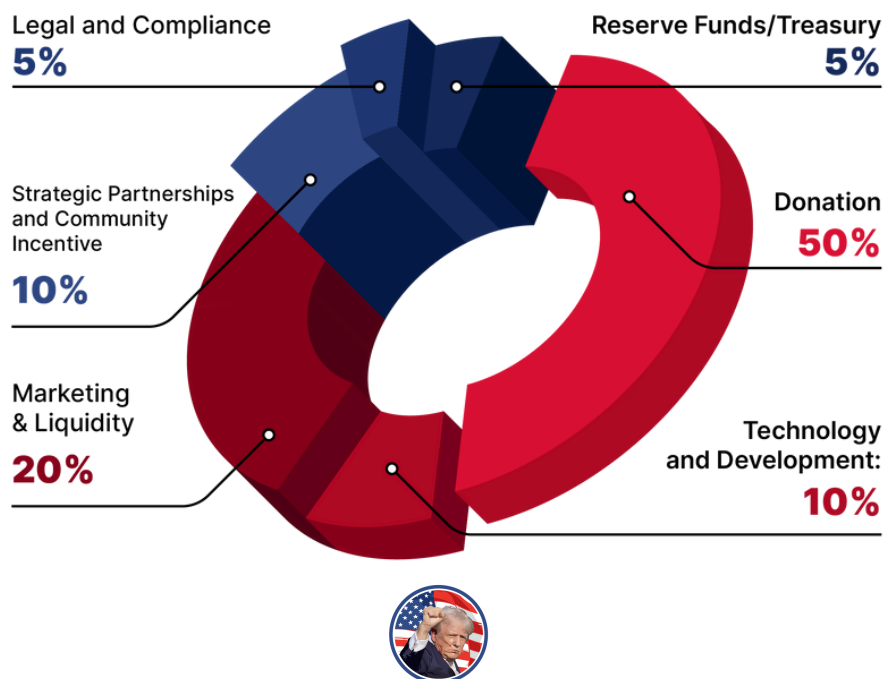 Legal and Compliance
5%
Reserve Funds/Treasury
5%
Strategic Partnerships
and Community
Incentive
10%
Donation
50%
Marketing
& Liquidity
20%
Technology
and Development:
10%